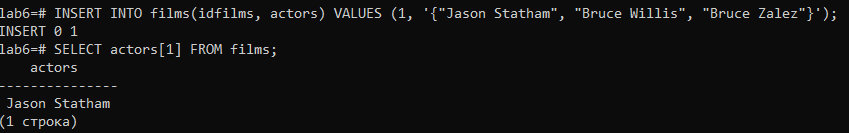 lab6=# INSERT INTO films(idfilms, actors) VALUES (1, '{"Jason Statham", "Bruce Willis", "Bruce Zalez"}');
INSERT 0 1
lab6=# SELECT actors[1] FROM films;
    actors
---------------
 Jason Statham
(1 строка)